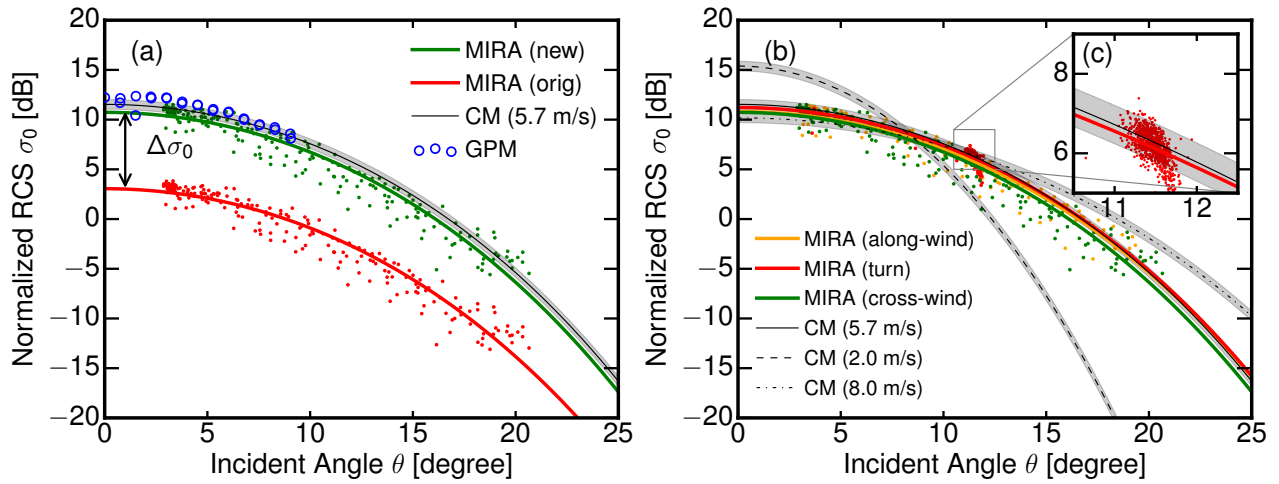 (a)
MIRA (new)
MIRA (orig)
CM (5.7 m/s)
GPM
Δσ₀
Normalized RCS σ₀ [dB]
20
15
10
5
0
−5
−10
−15
−20
0
5
10
15
20
25
Incident Angle θ [degree]
(b)
(c)
8
6
11
12
MIRA (along-wind)
MIRA (turn)
MIRA (cross-wind)
CM (5.7 m/s)
CM (2.0 m/s)
CM (8.0 m/s)
Normalized RCS σ₀ [dB]
20
15
10
5
0
−5
−10
−15
−20
0
5
10
15
20
25
Incident Angle θ [degree]